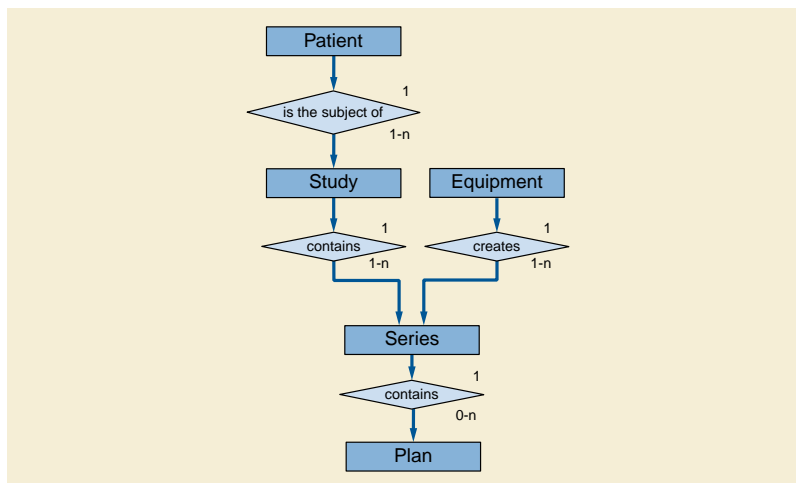 Patient
1
is the subject of
1-n
Study
Equipment
1
1
contains
creates
1-n
1-n
Series
1
contains
0-n
Plan